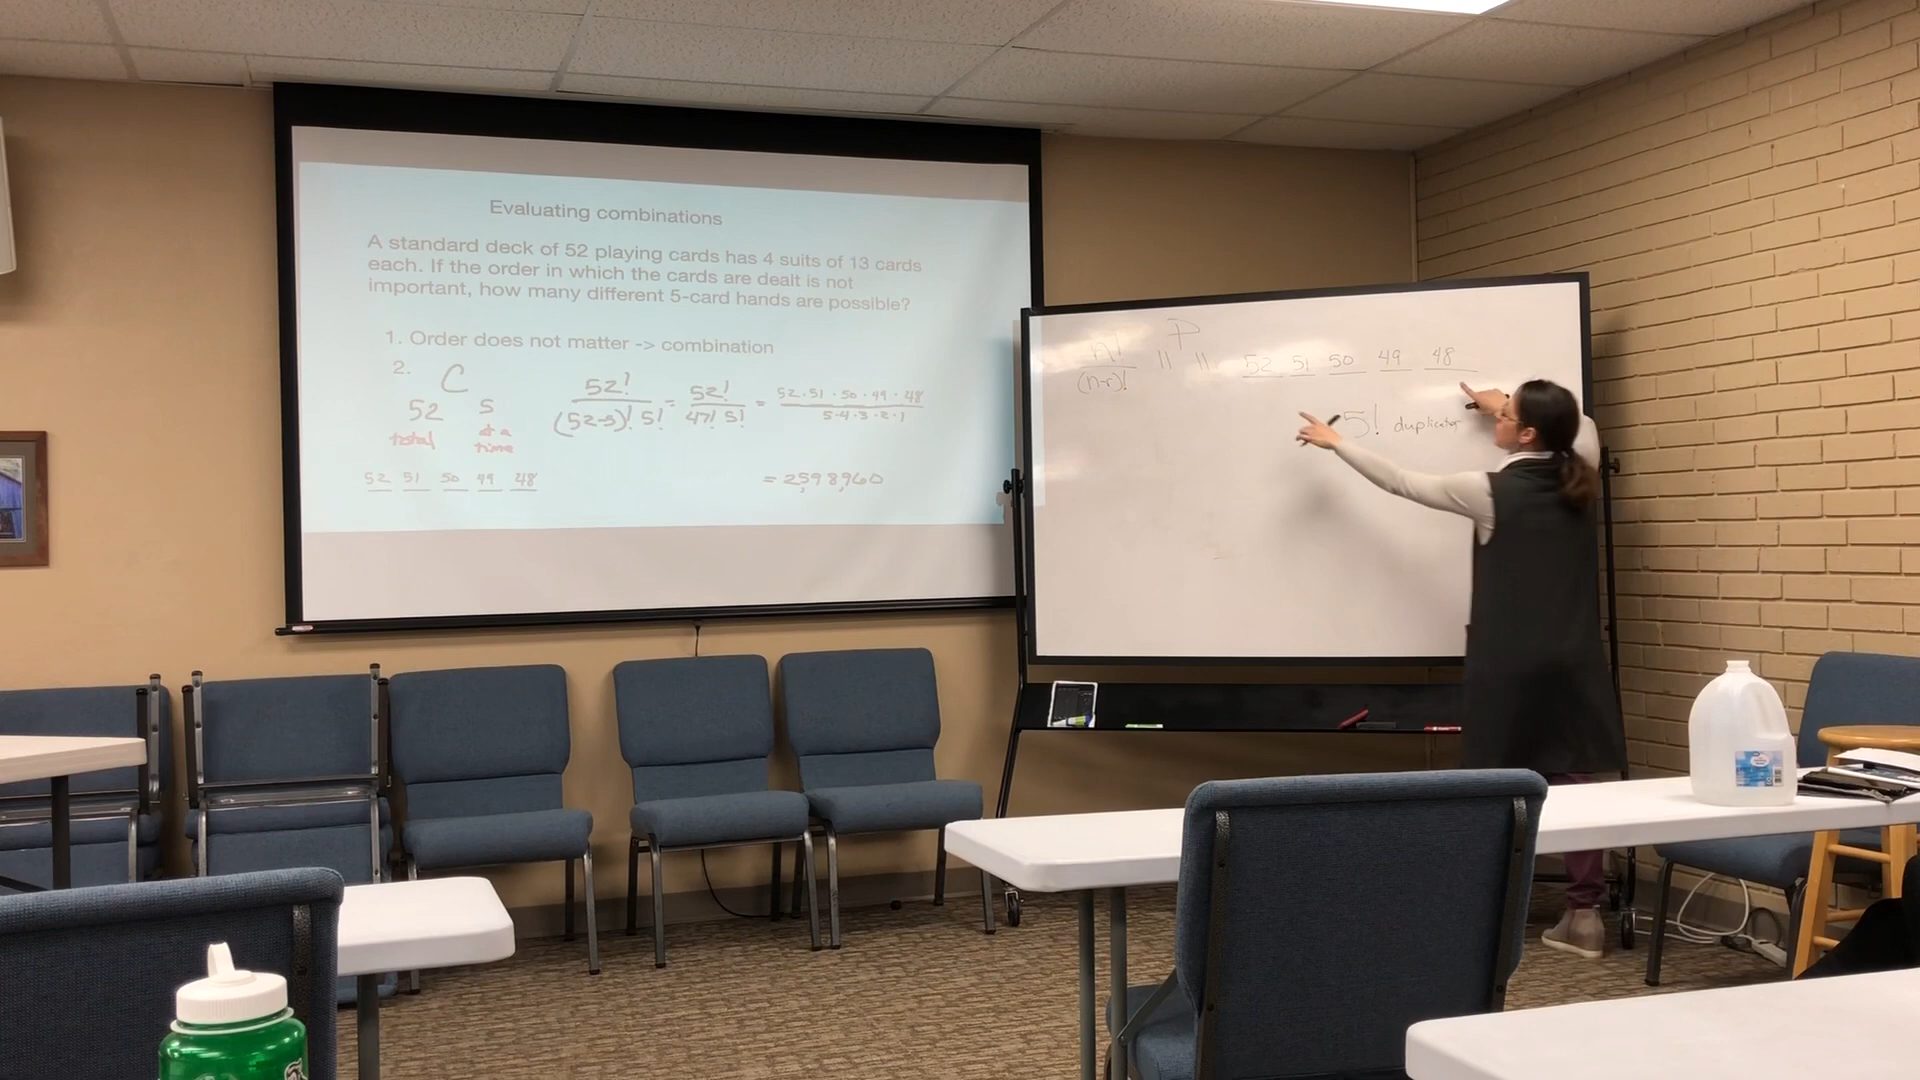 Evaluating combinations
A standard deck of 52 playing cards has 4 suits of 13 cards
each. If the order in which the cards are dealt is not
important, how many different 5-card hands are possible?
1. Order does not matter -> combination
2. C
52 5
total at a time
52!/(52-5)! 5! = 52!/47! 5! = 52·51·50·49·48/5·4·3·2·1
52 51 50 49 48
= 2,598,960
n!/(n-r)!
P
52 51 50 49 48
5! duplicates